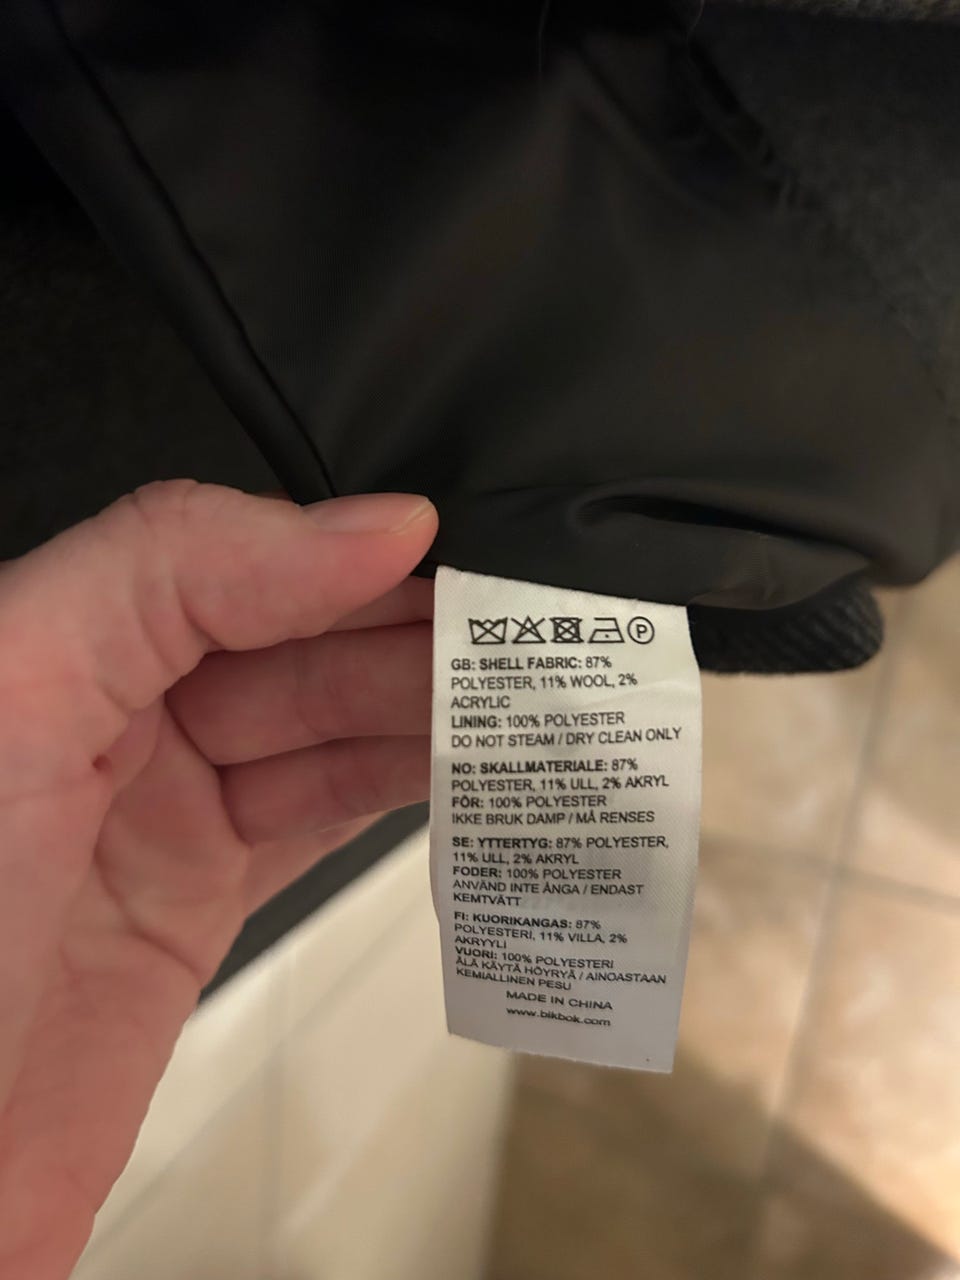 P
GB: SHELL FABRIC: 87%
POLYESTER, 11% WOOL, 2%
ACRYLIC
LINING: 100% POLYESTER
DO NOT STEAM / DRY CLEAN ONLY
NO: SKALLMATERIALE: 87%
POLYESTER, 11% ULL, 2% AKRYL
FÔR: 100% POLYESTER
IKKE BRUK DAMP / MÅ RENSES
SE: YTTERTYG: 87% POLYESTER,
11% ULL, 2% AKRYL
FODER: 100% POLYESTER
ANVÄND INTE ÅNGA / ENDAST
KEMTVÄTT
FI: KUORIKANGAS: 87%
POLYESTERI, 11% VILLA, 2%
AKRYYLI
VUORI: 100% POLYESTERI
ÄLÄ KÄYTÄ HÖYRYÄ / AINOASTAAN
KEMIALLINEN PESU
MADE IN CHINA
www.bikbok.com